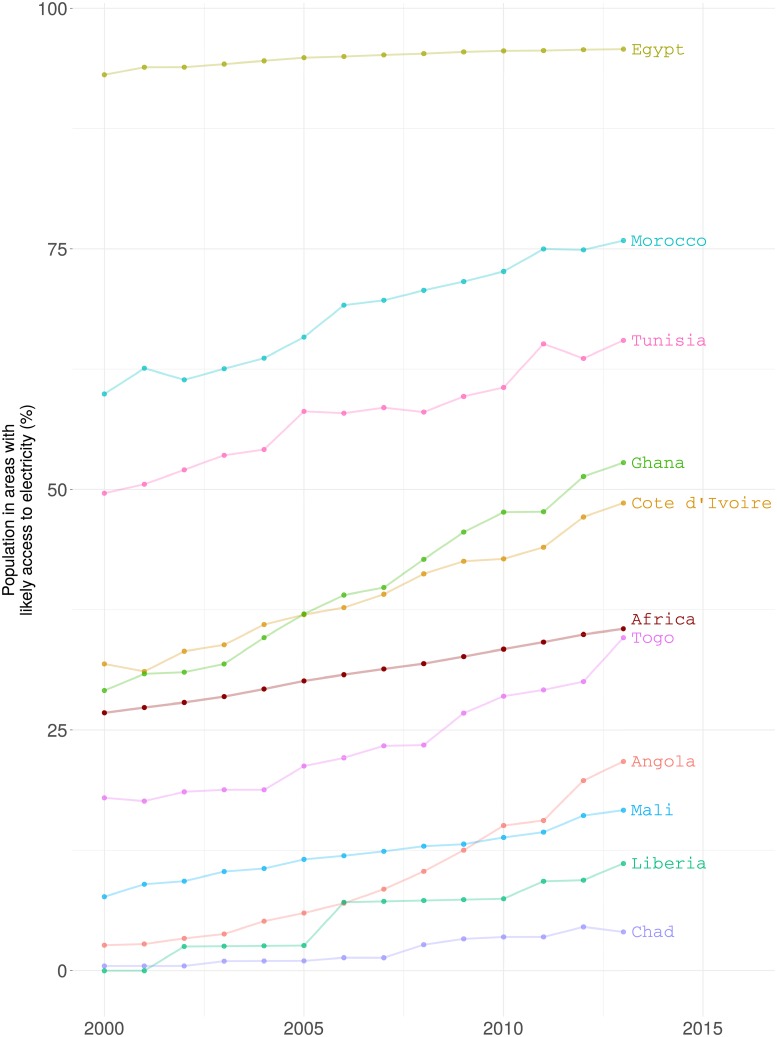 100
Egypt
75
Morocco
Tunisia
Population in areas with
likely access to electricity (%)
50
Ghana
Cote d'Ivoire
Africa
Togo
25
Angola
Mali
Liberia
Chad
0
2000 2005 2010 2015